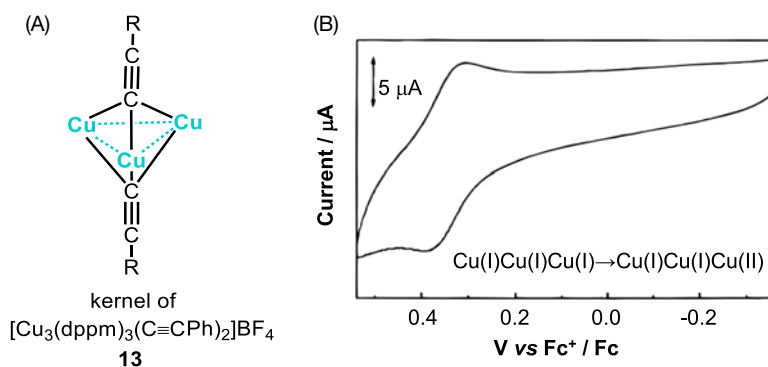 (A)
R
C
C
Cu
Cu
Cu
C
C
R
kernel of
[Cu₃(dppm)₃(C≡CPh)₂]BF₄
13
(B)
5 μA
Current / μA
Cu(I)Cu(I)Cu(I)→Cu(I)Cu(I)Cu(II)
0.4
0.2
0.0
-0.2
V vs Fc⁺ / Fc